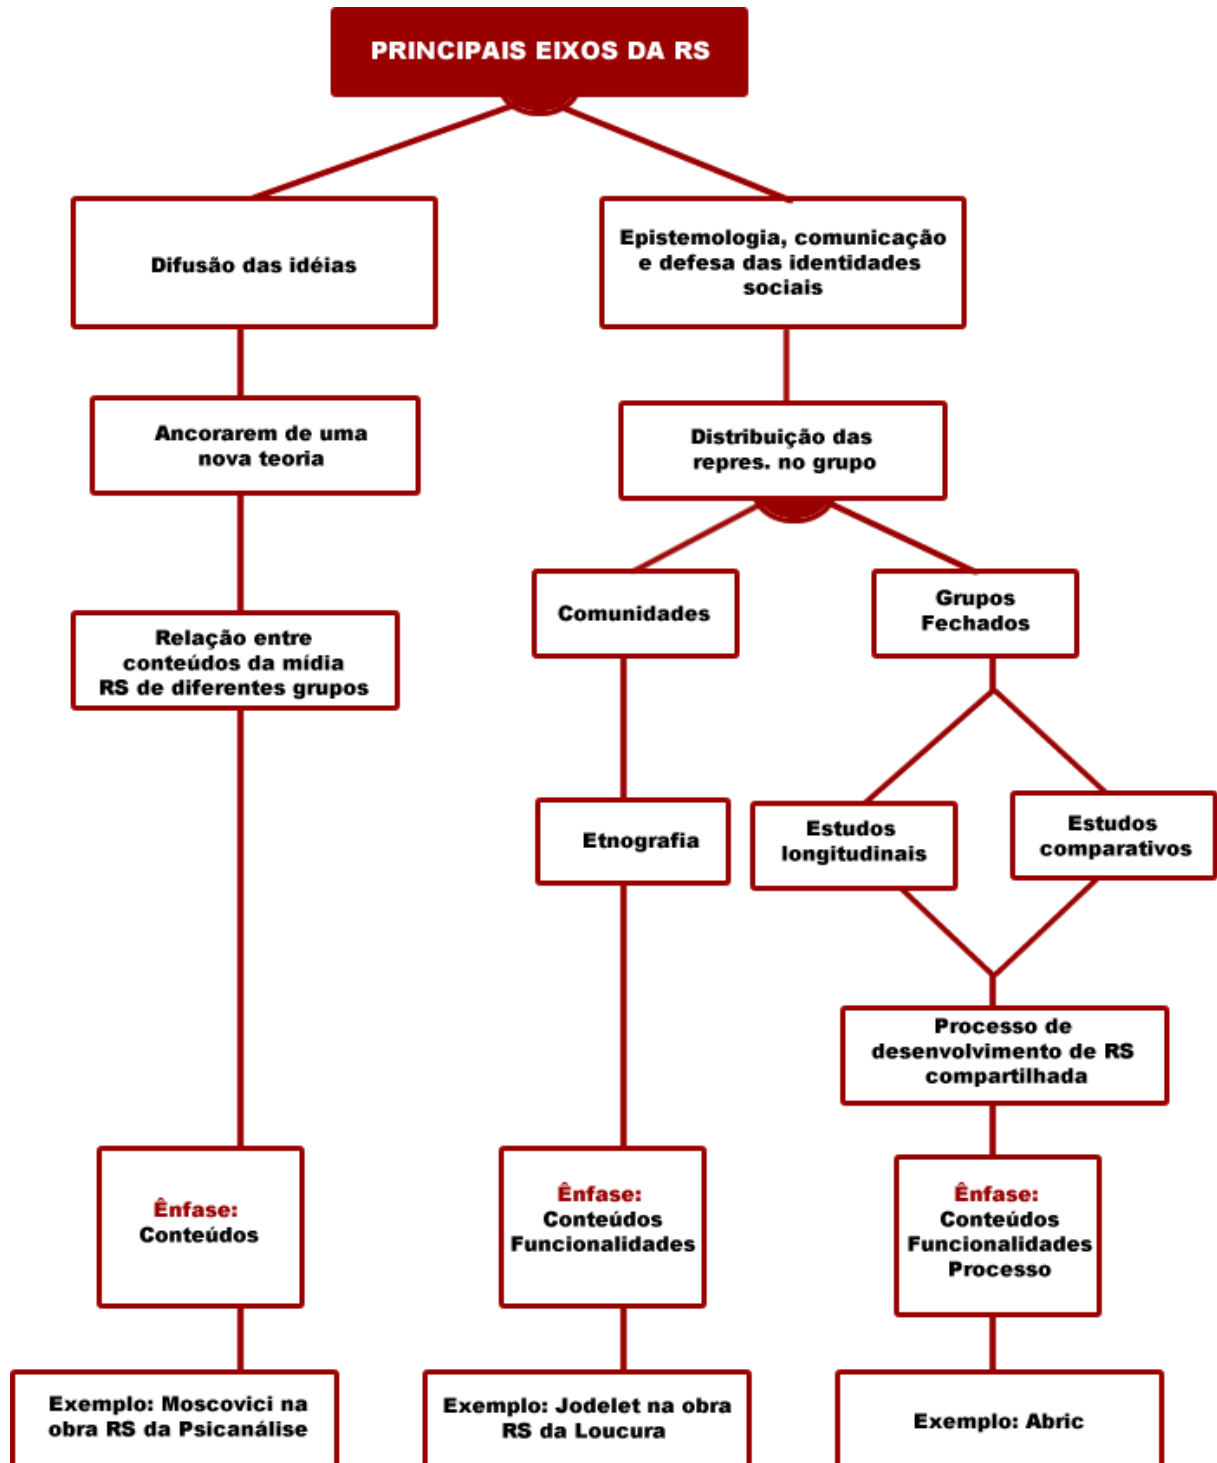 PRINCIPAIS EIXOS DA RS
Difusão das idéias
Epistemologia, comunicação
e defesa das identidades
sociais
Ancorarem de uma
nova teoria
Distribuição das
repres. no grupo
Relação entre
conteúdos da mídia
RS de diferentes grupos
Comunidades
Grupos
Fechados
Etnografia
Estudos
longitudinais
Estudos
comparativos
Processo de
desenvolvimento de RS
compartilhada
Ênfase:
Conteúdos
Ênfase:
Conteúdos
Funcionalidades
Ênfase:
Conteúdos
Funcionalidades
Processo
Exemplo: Moscovici na
obra RS da Psicanálise
Exemplo: Jodelet na obra
RS da Loucura
Exemplo: Abric